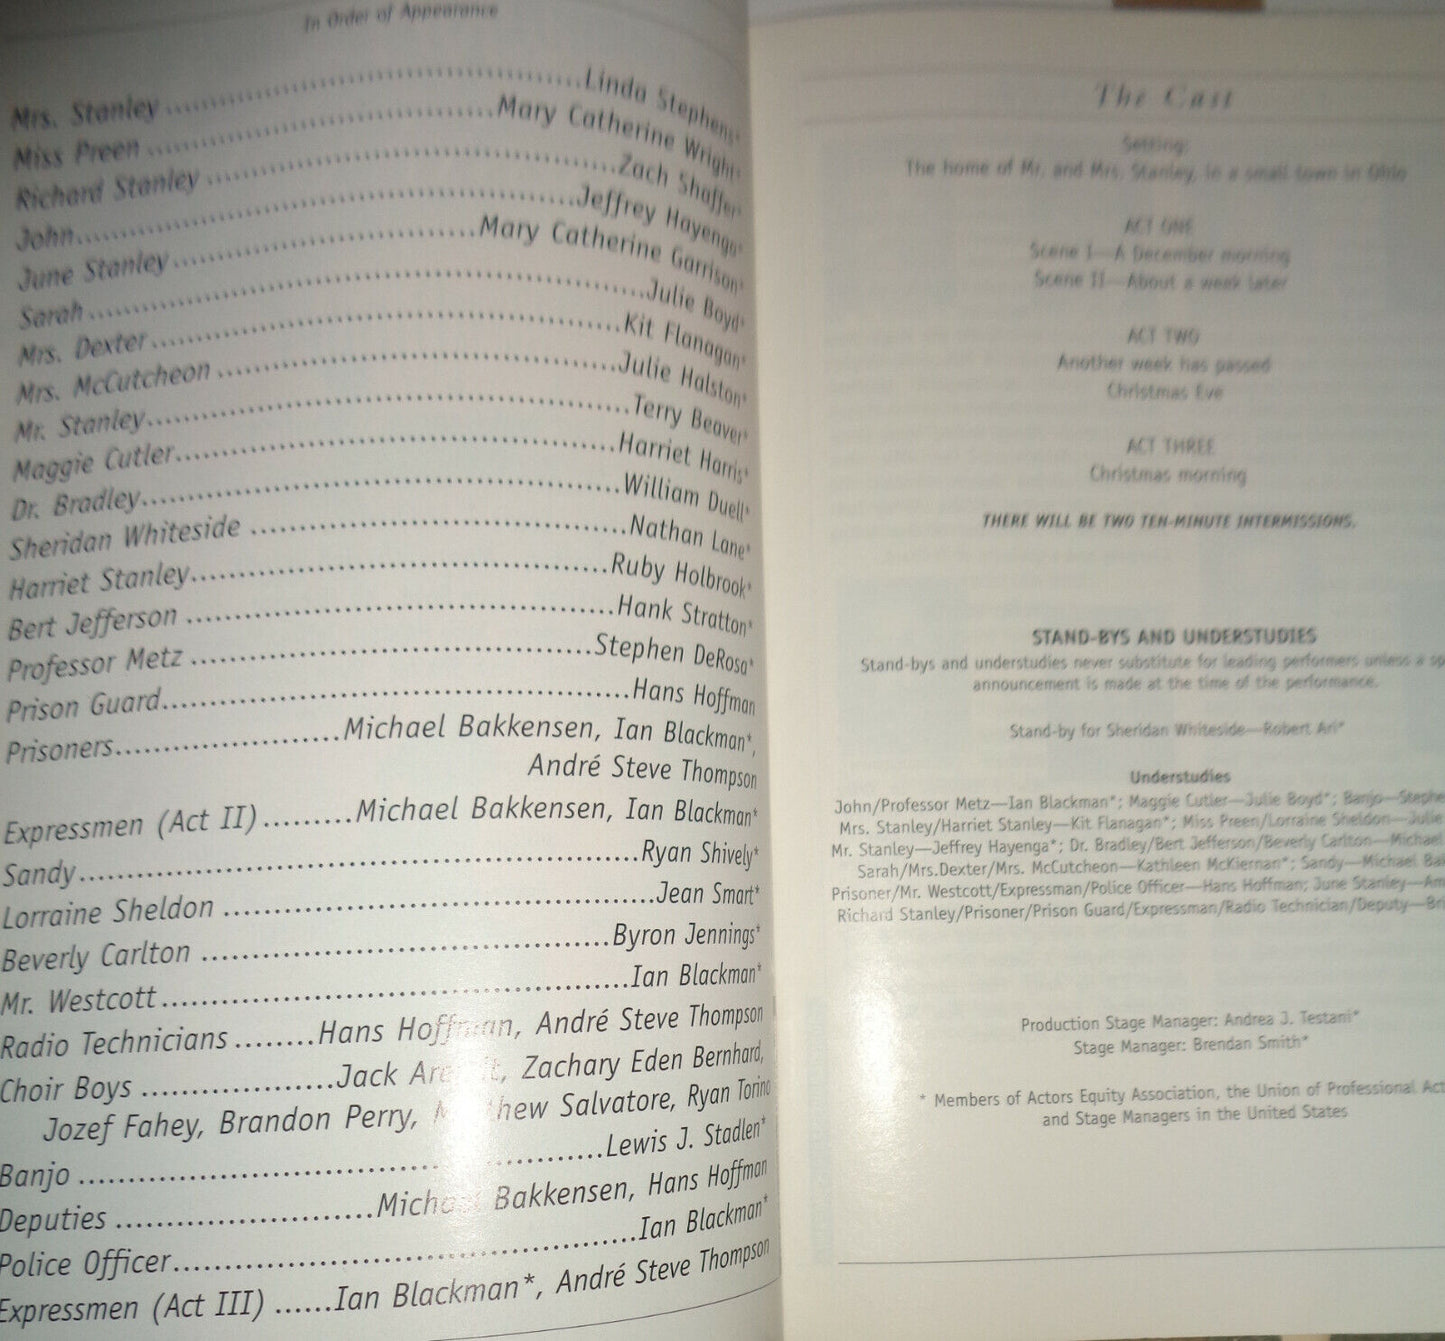 In Order of Appearance
Mrs. Stanley........................................Linda Stephens*
Miss Preen........................................Mary Catherine Wright*
Richard Stanley........................................Zach Shaffer*
John........................................Jeffrey Hayenga*
June Stanley........................................Mary Catherine Garrison*
Sarah........................................Julie Boyd*
Mrs. Dexter........................................Kit Flanagan*
Mrs. McCutcheon........................................Julie Halston*
Mr. Stanley........................................Terry Beaver*
Maggie Cutler........................................Harriet Harris*
Dr. Bradley........................................William Duell*
Sheridan Whiteside........................................Nathan Lane*
Harriet Stanley........................................Ruby Holbrook*
Bert Jefferson........................................Hank Stratton*
Professor Metz........................................Stephen DeRosa*
Prison Guard........................................Hans Hoffman
Prisoners......................Michael Bakkensen, Ian Blackman*,
André Steve Thompson
Expressmen (Act II).........Michael Bakkensen, Ian Blackman*
Sandy........................................Ryan Shively*
Lorraine Sheldon........................................Jean Smart*
Beverly Carlton........................................Byron Jennings*
Mr. Westcott........................................Ian Blackman*
Radio Technicians........Hans Hoffman, André Steve Thompson
Choir Boys...................Jack, Zachary Eden Bernhard,
Jozef Fahey, Brandon Perry, Salvatore, Ryan Torino
Banjo........................................Lewis J. Stadlen*
Deputies.........................Michael Bakkensen, Hans Hoffman
Police Officer........................................Ian Blackman*
Expressmen (Act III)......Ian Blackman*, André Steve Thompson
The Cast
Setting:
The home of Mr. and Mrs. Stanley, in a small town in Ohio
ACT ONE
Scene I—A December morning
Scene II—About a week later
ACT TWO
Another week has passed
Christmas Eve
ACT THREE
Christmas morning
THERE WILL BE TWO TEN-MINUTE INTERMISSIONS.
STAND-BYS AND UNDERSTUDIES
Stand-bys and understudies never substitute for leading performers unless a sp
announcement is made at the time of the performance.
Stand-by for Sheridan Whiteside—Robert Ari*
Understudies
John/Professor Metz—Ian Blackman*; Maggie Cutler—Julie Boyd*; Banjo—Stephe
Mrs. Stanley/Harriet Stanley—Kit Flanagan*; Miss Preen/Lorraine Sheldon—Julie
Mr. Stanley—Jeffrey Hayenga*; Dr. Bradley/Bert Jefferson/Beverly Carlton—Michael
Sarah/Mrs.Dexter/Mrs. McCutcheon—Kathleen McKiernan*; Sandy—Michael Bak
Prisoner/Mr. Westcott/Expressman/Police Officer—Hans Hoffman; June Stanley—Am
Richard Stanley/Prisoner/Prison Guard/Expressman/Radio Technician/Deputy—Bri
Production Stage Manager: Andrea J. Testani*
Stage Manager: Brendan Smith*
* Members of Actors Equity Association, the Union of Professional Act
and Stage Managers in the United States